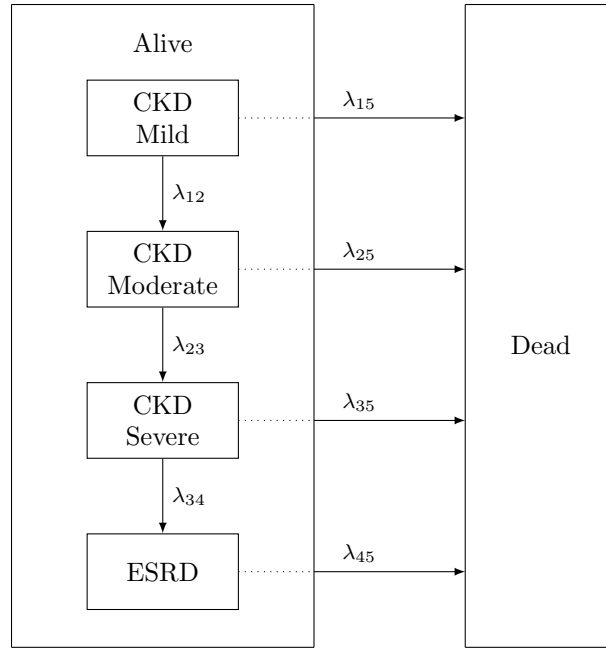 Alive
CKD
Mild
λ₁₅
λ₁₂
CKD
Moderate
λ₂₅
λ₂₃
Dead
CKD
Severe
λ₃₅
λ₃₄
ESRD
λ₄₅